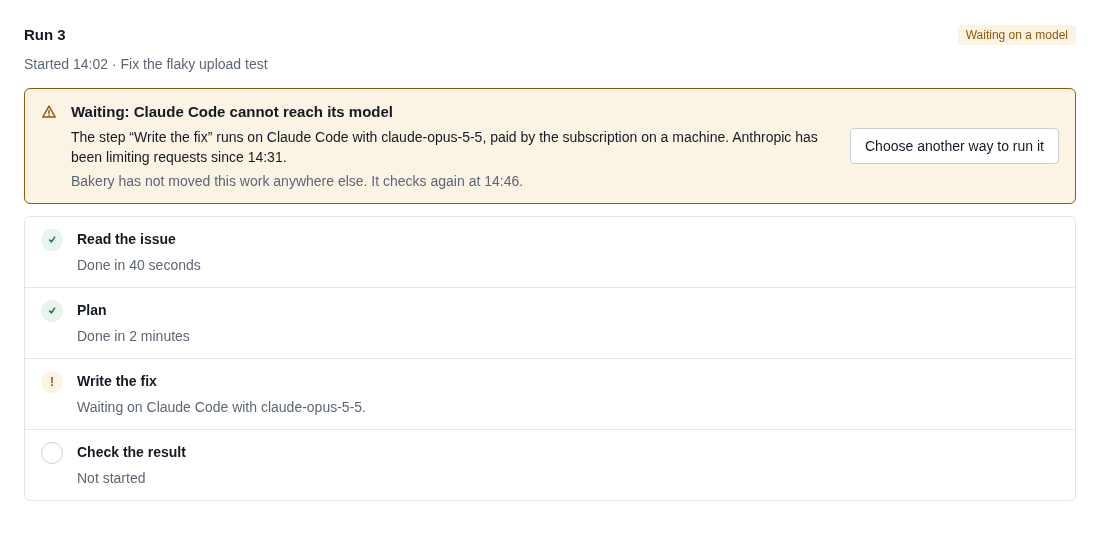 Run 3
Waiting on a model
Started 14:02 · Fix the flaky upload test
Waiting: Claude Code cannot reach its model
The step “Write the fix” runs on Claude Code with claude-opus-5-5, paid by the subscription on a machine. Anthropic has
been limiting requests since 14:31.
Bakery has not moved this work anywhere else. It checks again at 14:46.
Choose another way to run it
Read the issue
Done in 40 seconds
Plan
Done in 2 minutes
!
Write the fix
Waiting on Claude Code with claude-opus-5-5.
Check the result
Not started